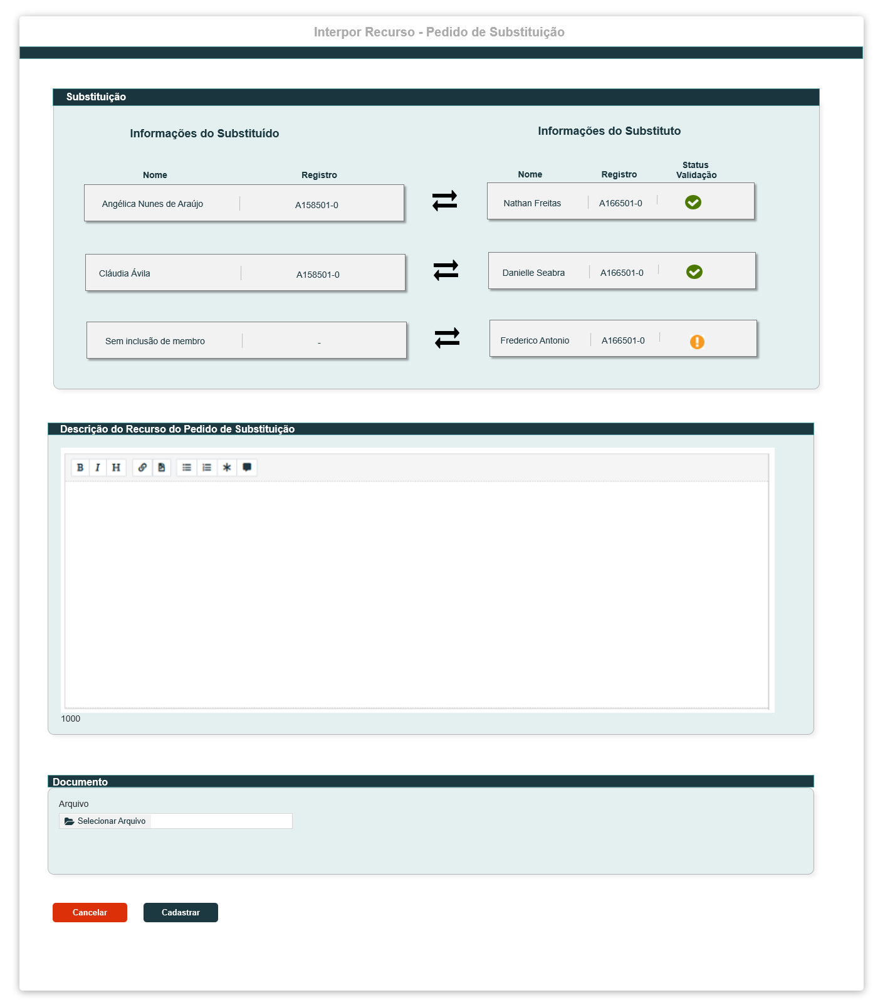 Interpor Recurso - Pedido de Substituição
Substituição
Informações do Substituído
Informações do Substituto
Nome
Registro
Nome
Registro
Status
Validação
Angélica Nunes de Araújo
A158501-0
Nathan Freitas
A166501-0
Cláudia Ávila
A158501-0
Danielle Seabra
A166501-0
Sem inclusão de membro
-
Frederico Antonio
A166501-0
Descrição do Recurso do Pedido de Substituição
B I H
1000
Documento
Arquivo
Selecionar Arquivo
Cancelar
Cadastrar